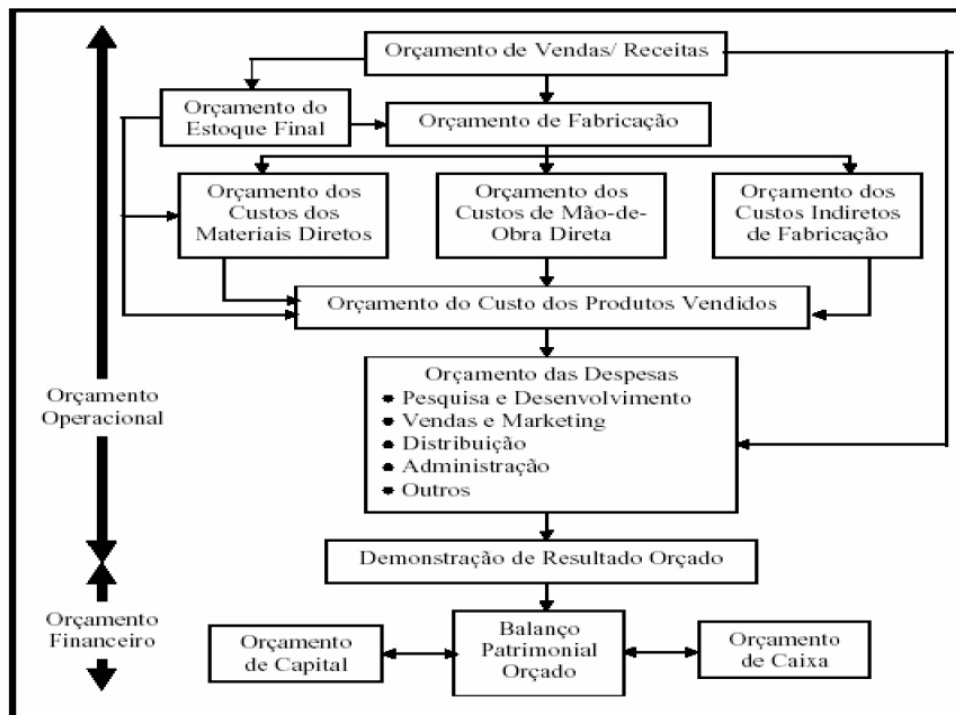 Orçamento de Vendas/ Receitas
Orçamento do
Estoque Final
Orçamento de Fabricação
Orçamento dos
Custos dos
Materiais Diretos
Orçamento dos
Custos de Mão-de-
Obra Direta
Orçamento dos
Custos Indiretos
de Fabricação
Orçamento do Custo dos Produtos Vendidos
Orçamento das Despesas
• Pesquisa e Desenvolvimento
• Vendas e Marketing
• Distribuição
• Administração
• Outros
Orçamento
Operacional
Demonstração de Resultado Orçado
Orçamento
Financeiro
Orçamento
de Capital
Balanço
Patrimonial
Orçado
Orçamento
de Caixa